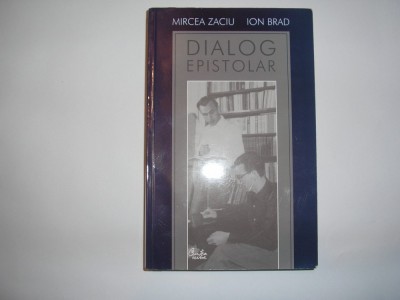 MIRCEA ZACIU ION BRAD
DIALOG
EPISTOLAR